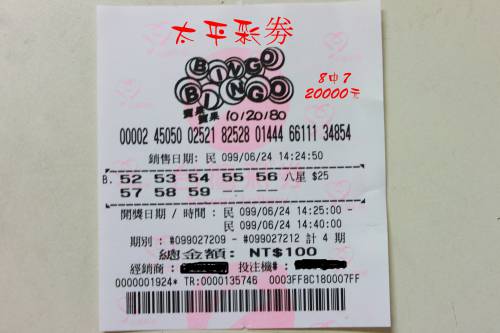 太平彩券
BINGO
BINGO
賓果
賓果
10/20/80
8中7
20000元
00002 45050 02521 82528 01444 66111 34854
銷售日期: 民 099/06/24 14:24:50
B. 52 53 54 55 56 八星 $25
57 58 59 -- --
開獎日期 / 時間 : 民 099/06/24 14:25:00 -
民 099/06/24 14:40:00
期別 : #099027209 - #099027212 計 4 期
總金額: NT$100
經銷商 : 投注機# :
0000001924* TR:0000135746 0003FF8C180007FF